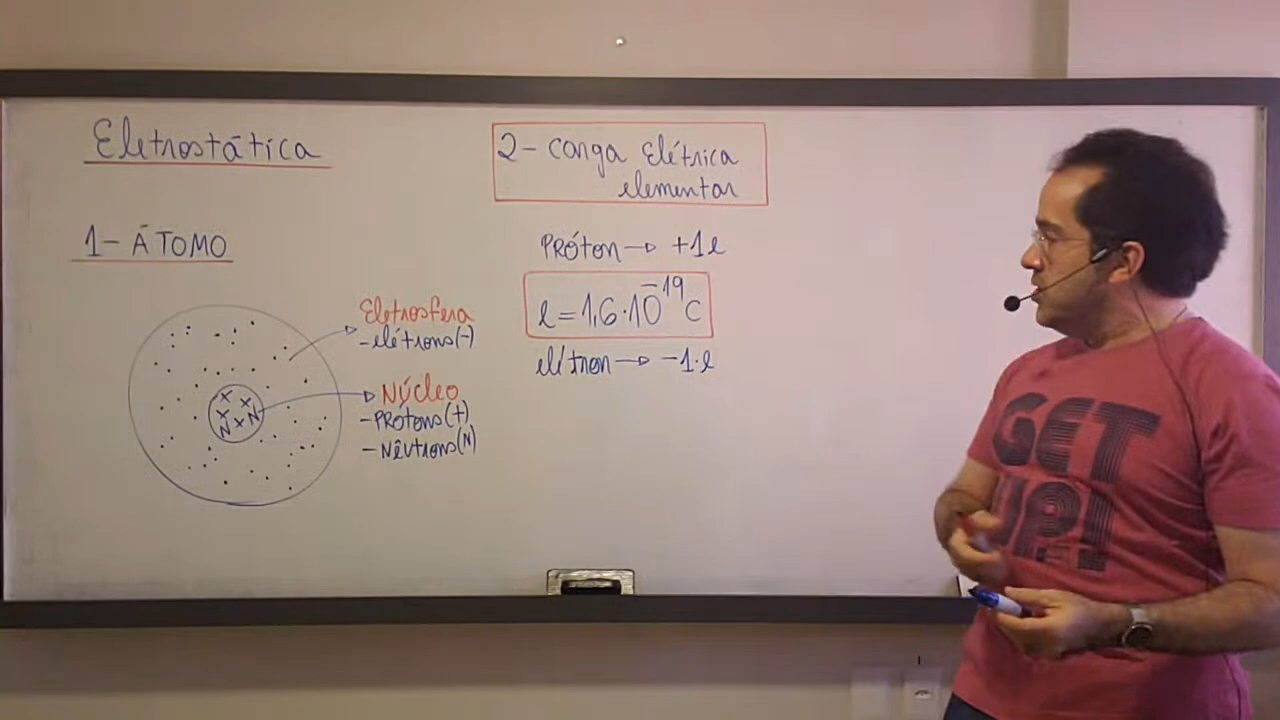 Eletrostática
1- ÁTOMO
Eletrosfera
-elétrons(-)
Núcleo
-Prótons(+)
-Nêutrons(N)
x
x
x
x
N
N
2- Carga Elétrica
elementar
PRÓTON → +1e
e = 1,6·10⁻¹⁹C
elétron → -1·e
GET
UP!